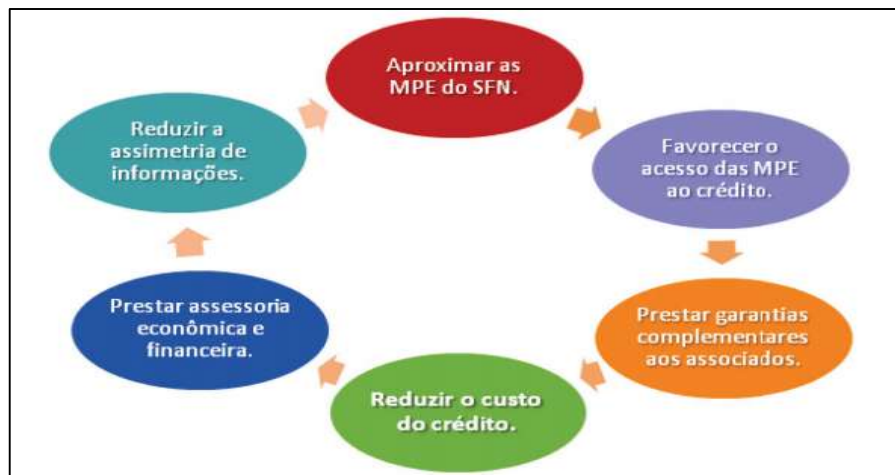 Aproximar as
MPE do SFN.
Favorecer o
acesso das MPE
ao crédito.
Prestar garantias
complementares
aos associados.
Reduzir o custo
do crédito.
Prestar assessoria
econômica e
financeira.
Reduzir a
assimetria de
informações.